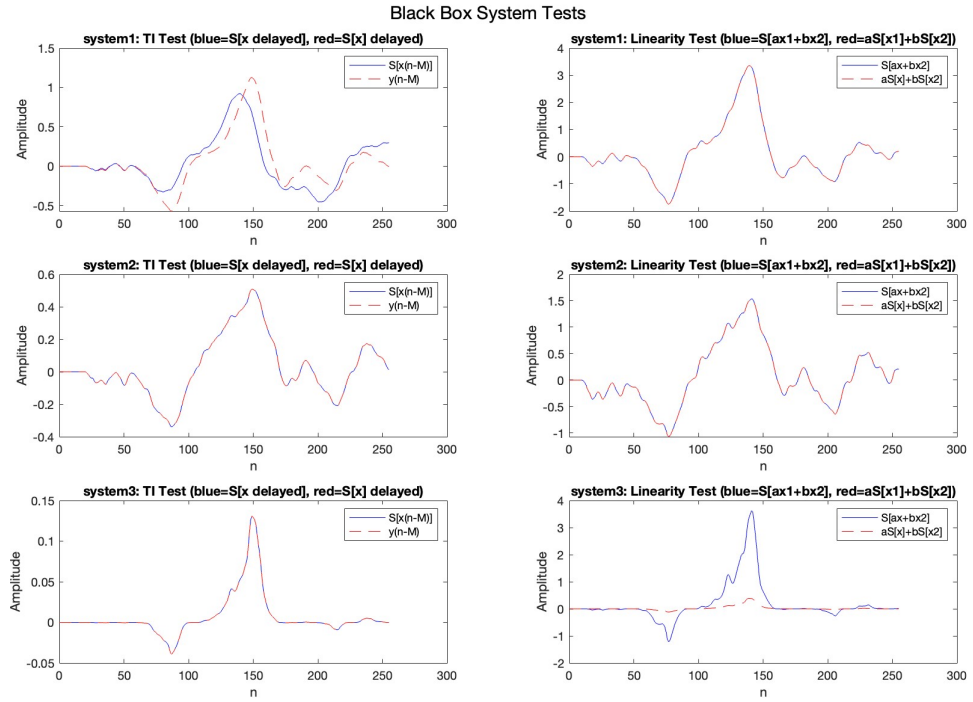 Black Box System Tests
system1: TI Test (blue=S[x delayed], red=S[x] delayed)
1.5
1
0.5
0
-0.5
Amplitude
S[x(n-M)]
y(n-M)
0 50 100 150 200 250 300
n
system1: Linearity Test (blue=S[ax1+bx2], red=aS[x1]+bS[x2])
4
3
2
1
0
-1
-2
Amplitude
S[ax+bx2]
aS[x]+bS[x2]
0 50 100 150 200 250 300
n
system2: TI Test (blue=S[x delayed], red=S[x] delayed)
0.6
0.4
0.2
0
-0.2
-0.4
Amplitude
S[x(n-M)]
y(n-M)
0 50 100 150 200 250 300
n
system2: Linearity Test (blue=S[ax1+bx2], red=aS[x1]+bS[x2])
2
1.5
1
0.5
0
-0.5
-1
Amplitude
S[ax+bx2]
aS[x]+bS[x2]
0 50 100 150 200 250 300
n
system3: TI Test (blue=S[x delayed], red=S[x] delayed)
0.15
0.1
0.05
0
-0.05
Amplitude
S[x(n-M)]
y(n-M)
0 50 100 150 200 250 300
n
system3: Linearity Test (blue=S[ax1+bx2], red=aS[x1]+bS[x2])
4
3
2
1
0
-1
-2
Amplitude
S[ax+bx2]
aS[x]+bS[x2]
0 50 100 150 200 250 300
n